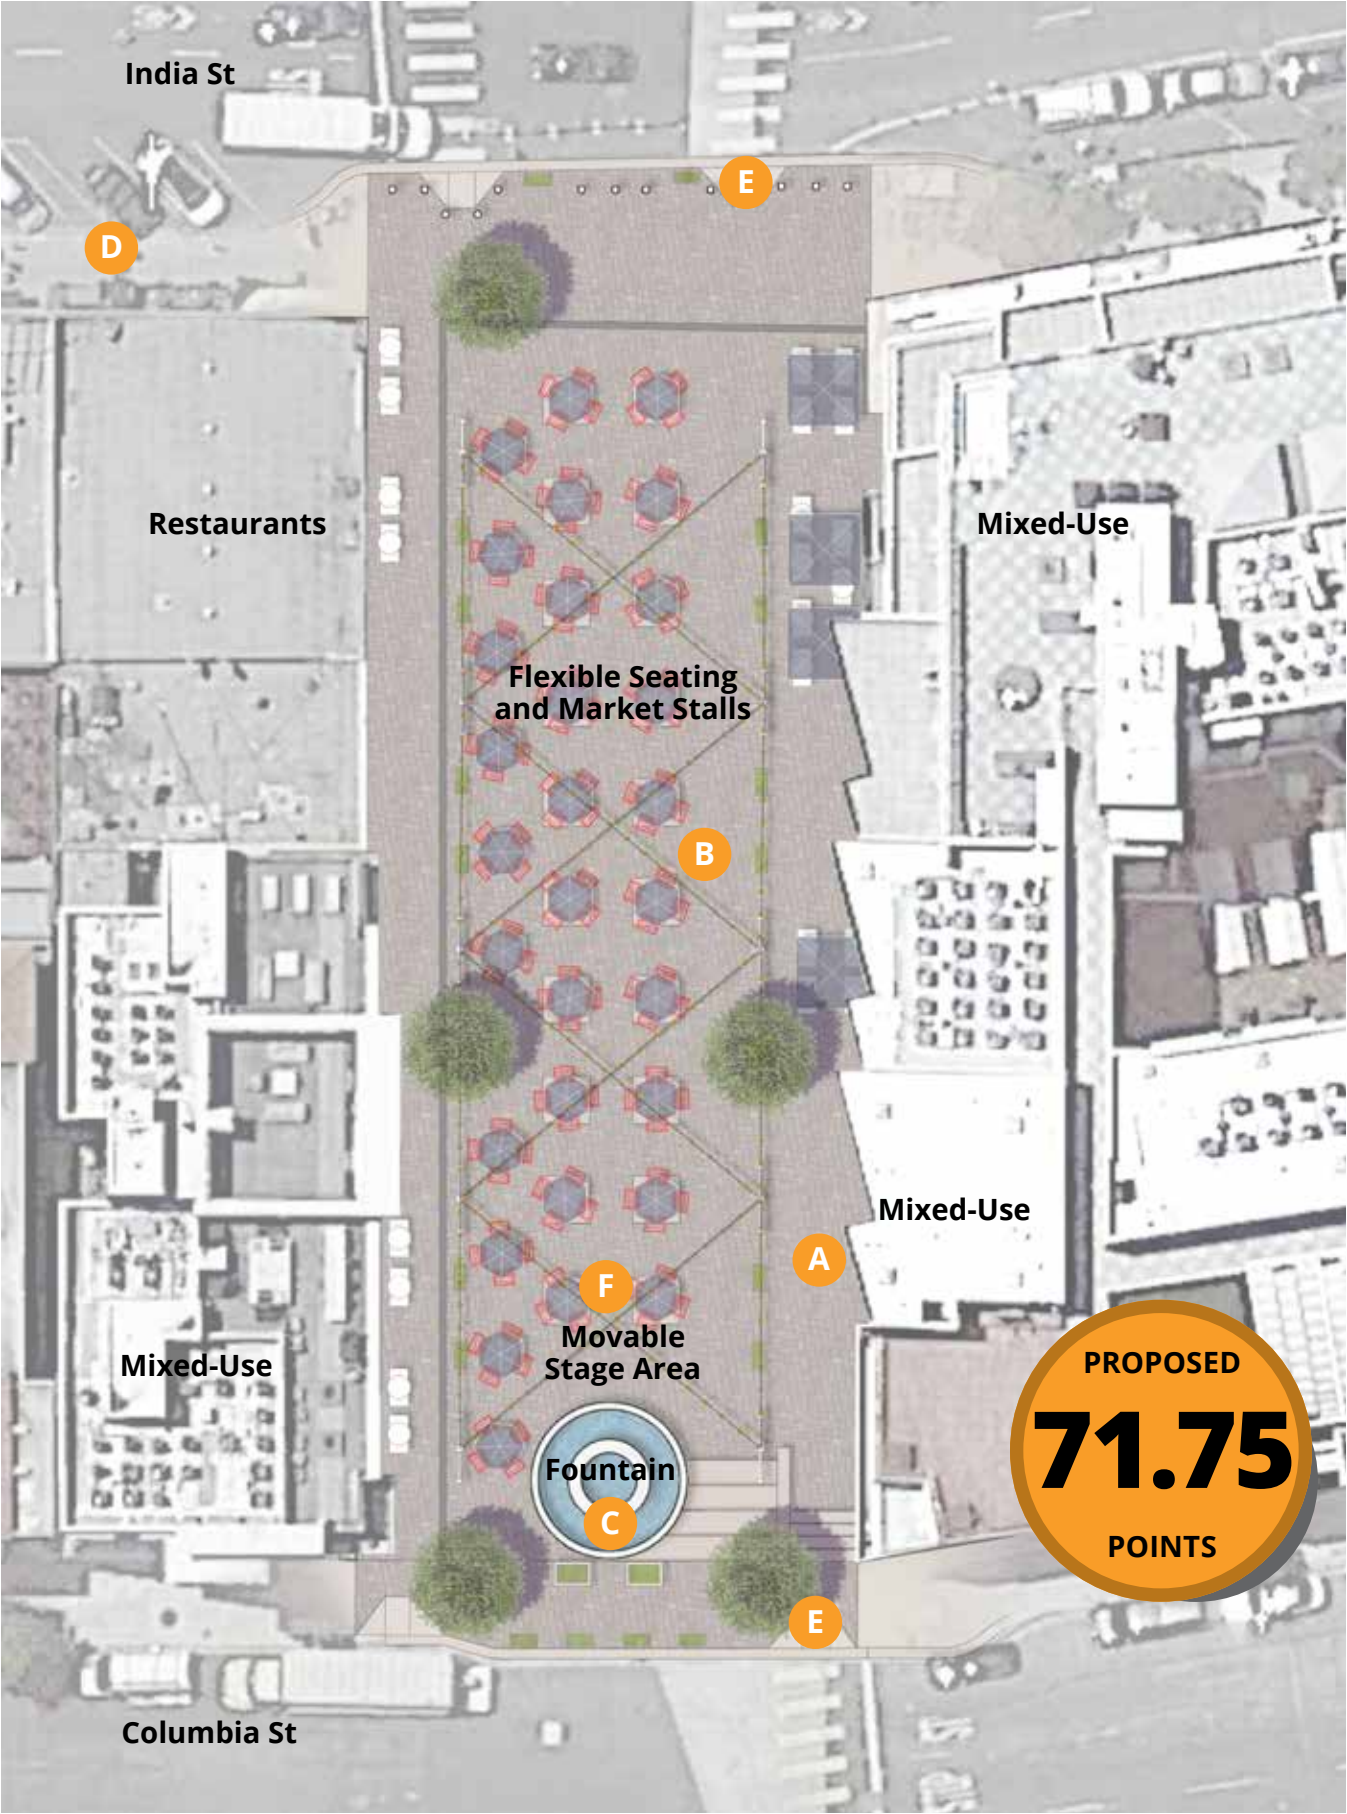 India St
E
D
Restaurants
Mixed-Use
Flexible Seating
and Market Stalls
B
Mixed-Use
A
F
Movable
Stage Area
Mixed-Use
PROPOSED
71.75
POINTS
Fountain
C
E
Columbia St